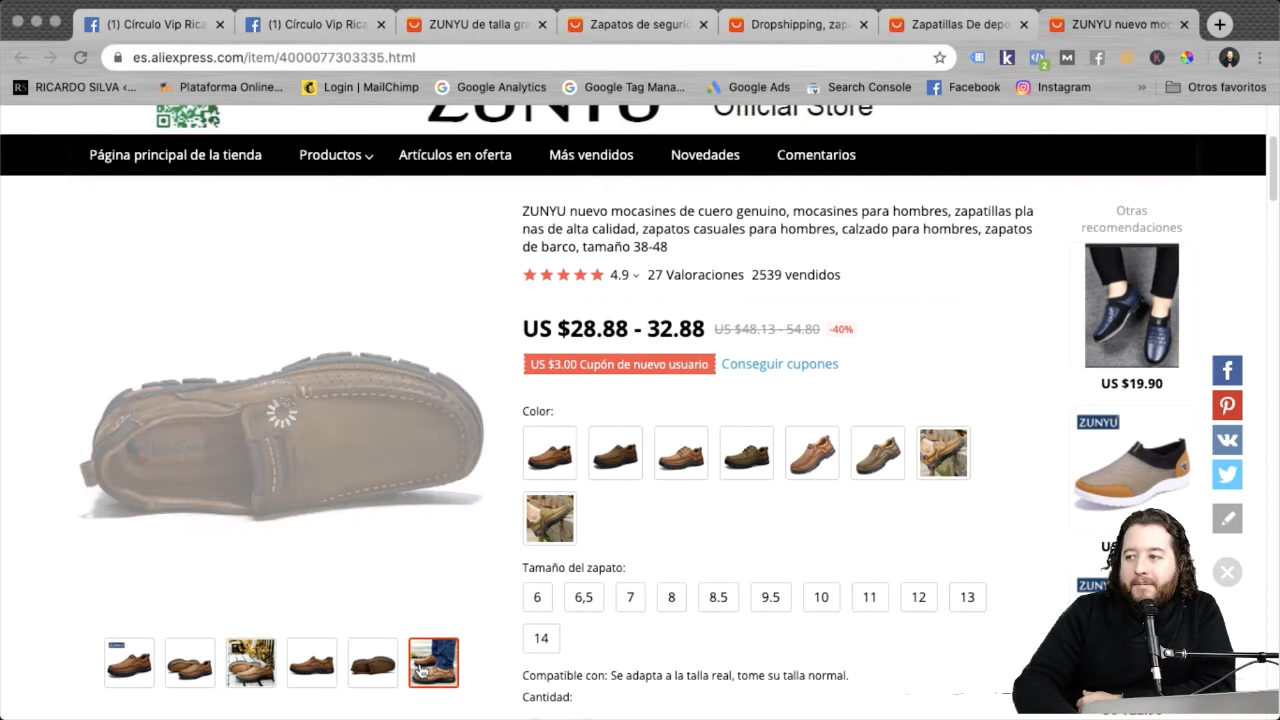 (1) Círculo Vip Rica
(1) Círculo Vip Rica
ZUNYU de talla gra
Zapatos de seguri
Dropshipping, zap
Zapatillas De depo
ZUNYU nuevo moc
es.aliexpress.com/item/4000077303335.html
2
RICARDO SILVA ‹...
Plataforma Online...
Login | MailChimp
Google Analytics
Google Tag Mana...
Google Ads
Search Console
Facebook
Instagram
»
Otros favoritos
ZUNYU
Official Store
Página principal de la tienda
Productos
Artículos en oferta
Más vendidos
Novedades
Comentarios
ZUNYU nuevo mocasines de cuero genuino, mocasines para hombres, zapatillas pla
nas de alta calidad, zapatos casuales para hombres, calzado para hombres, zapatos
de barco, tamaño 38-48
4.9
27 Valoraciones
2539 vendidos
US $28.88 - 32.88
US $48.13 - 54.80
-40%
US $3.00 Cupón de nuevo usuario
Conseguir cupones
Color:
Tamaño del zapato:
6
6,5
7
8
8.5
9.5
10
11
12
13
14
Compatible con: Se adapta a la talla real, tome su talla normal.
Cantidad:
Otras
recomendaciones
US $19.90
ZUNYU